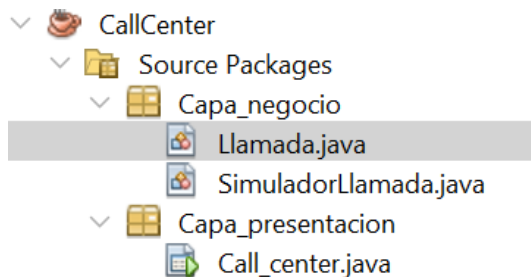 CallCenter
Source Packages
Capa_negocio
Llamada.java
SimuladorLlamada.java
Capa_presentacion
Call_center.java